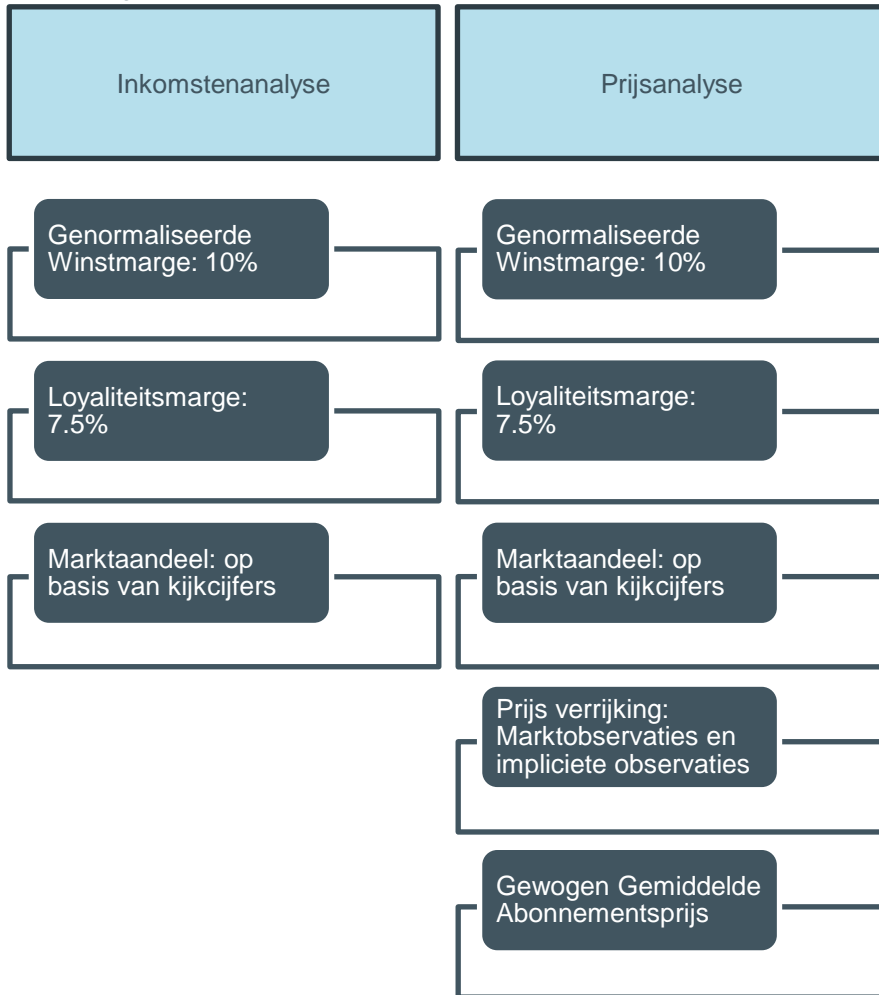 Inkomstenanalyse
Genormaliseerde
Winstmarge: 10%
Loyaliteitsmarge:
7.5%
Marktaandeel: op
basis van kijkcijfers
Prijsanalyse
Genormaliseerde
Winstmarge: 10%
Loyaliteitsmarge:
7.5%
Marktaandeel: op
basis van kijkcijfers
Prijs verrijking:
Marktobservaties en
impliciete observaties
Gewogen Gemiddelde
Abonnementsprijs